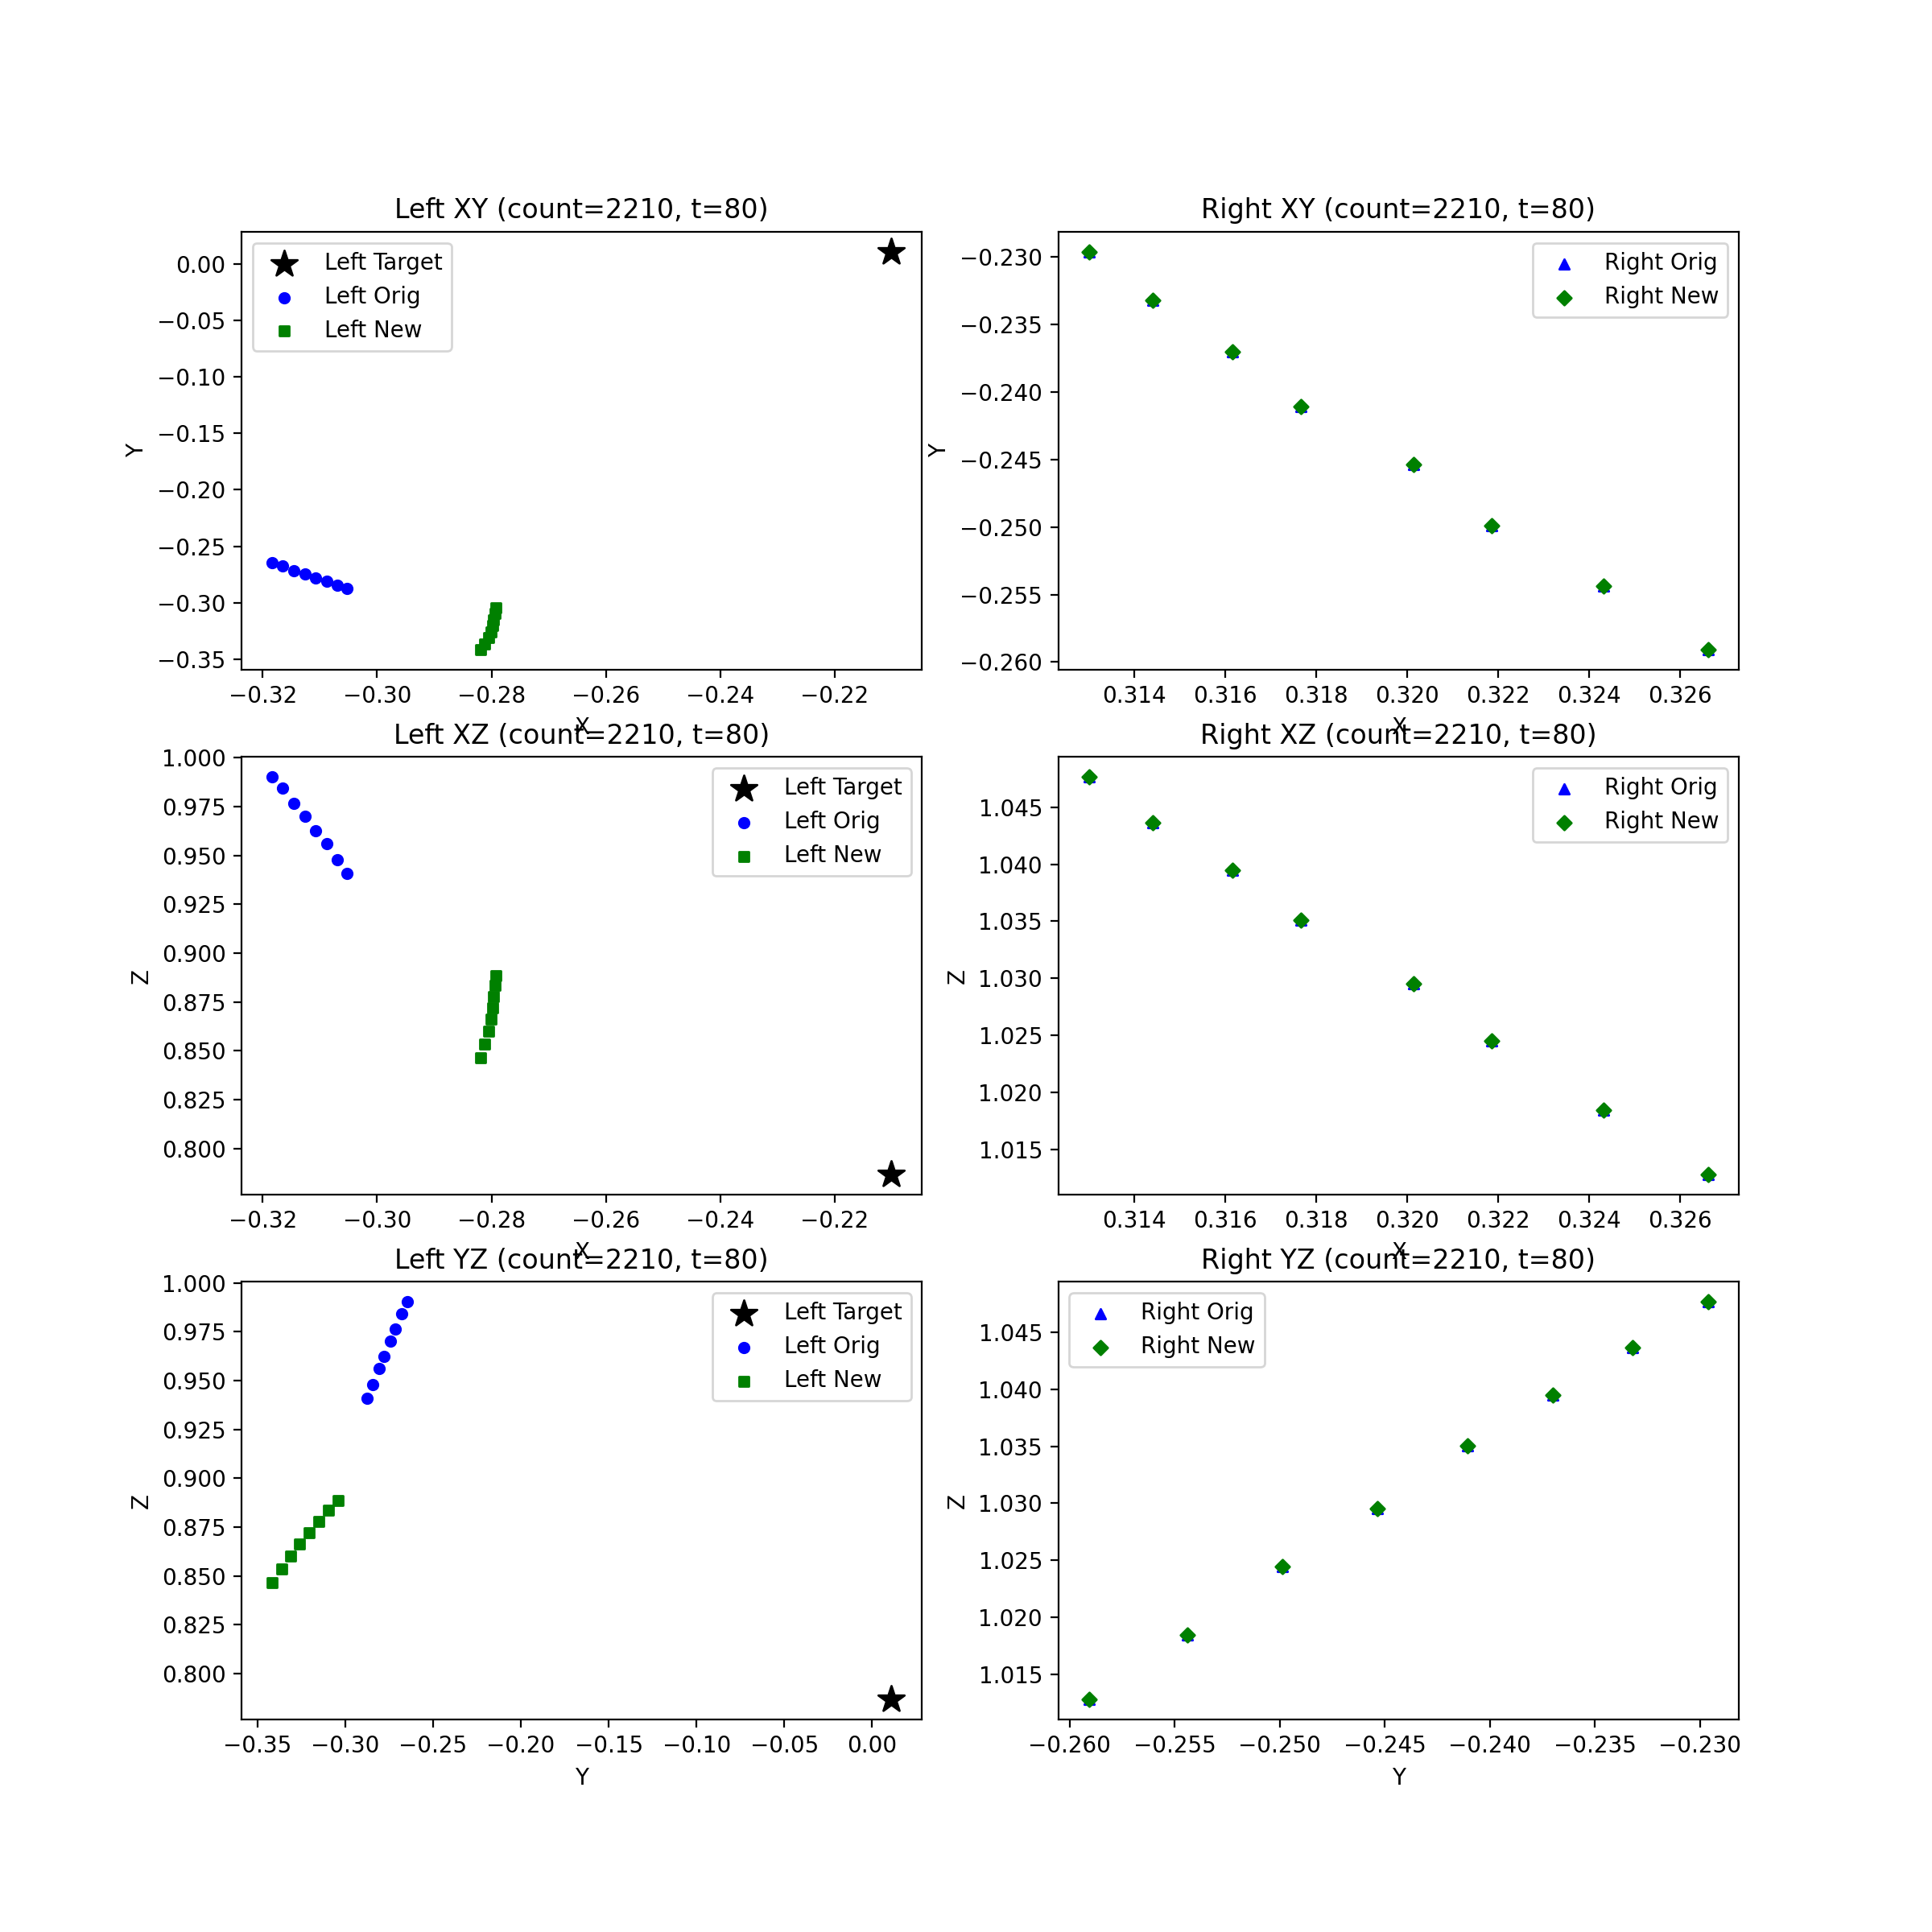 Left XY (count=2210, t=80)
Left Target
Left Orig
Left New
0.00
−0.05
−0.10
−0.15
−0.20
−0.25
−0.30
−0.35
Y
−0.32
−0.30
−0.28
−0.26
−0.24
−0.22
X
Right XY (count=2210, t=80)
Right Orig
Right New
−0.230
−0.235
−0.240
−0.245
−0.250
−0.255
−0.260
Y
0.314
0.316
0.318
0.320
0.322
0.324
0.326
X
Left XZ (count=2210, t=80)
Left Target
Left Orig
Left New
1.000
0.975
0.950
0.925
0.900
0.875
0.850
0.825
0.800
Z
−0.32
−0.30
−0.28
−0.26
−0.24
−0.22
X
Right XZ (count=2210, t=80)
Right Orig
Right New
1.045
1.040
1.035
1.030
1.025
1.020
1.015
Z
0.314
0.316
0.318
0.320
0.322
0.324
0.326
X
Left YZ (count=2210, t=80)
Left Target
Left Orig
Left New
1.000
0.975
0.950
0.925
0.900
0.875
0.850
0.825
0.800
Z
−0.35
−0.30
−0.25
−0.20
−0.15
−0.10
−0.05
0.00
Y
Right YZ (count=2210, t=80)
Right Orig
Right New
1.045
1.040
1.035
1.030
1.025
1.020
1.015
Z
−0.260
−0.255
−0.250
−0.245
−0.240
−0.235
−0.230
Y